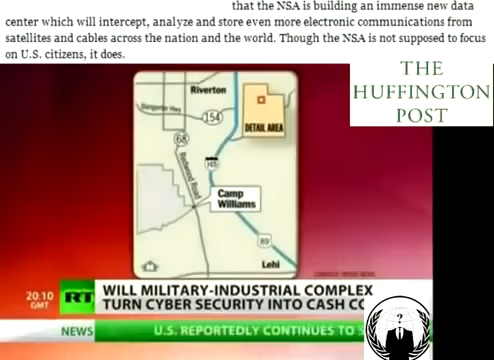 that the NSA is building an immense new data
center which will intercept, analyze and store even more electronic communications from
satellites and cables across the nation and the world. Though the NSA is not supposed to focus
on U.S. citizens, it does.
THE
HUFFINGTON
POST
Riverton
154
DETAIL AREA
68
Redwood Road
Camp
Williams
89
Lehi
20:10
GMT
RT
WILL MILITARY-INDUSTRIAL COMPLEX
TURN CYBER SECURITY INTO CASH CO
NEWS
U.S. REPORTEDLY CONTINUES TO
?